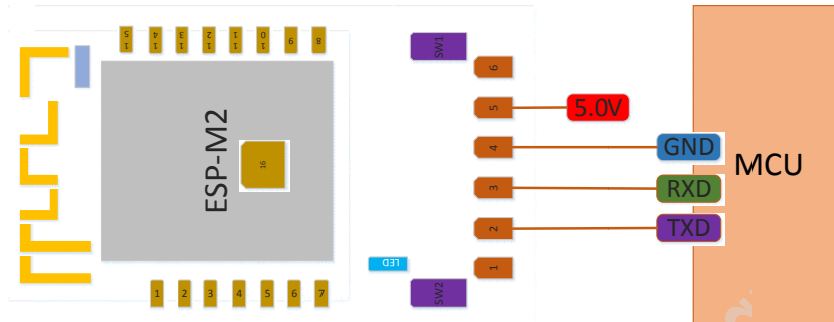 15 14 13 12 11 10 9 8
SW1
6
5 5.0V
4 GND
ESP-M2
16
MCU
3 RXD
2 TXD
LED
1
SW2
1 2 3 4 5 6 7